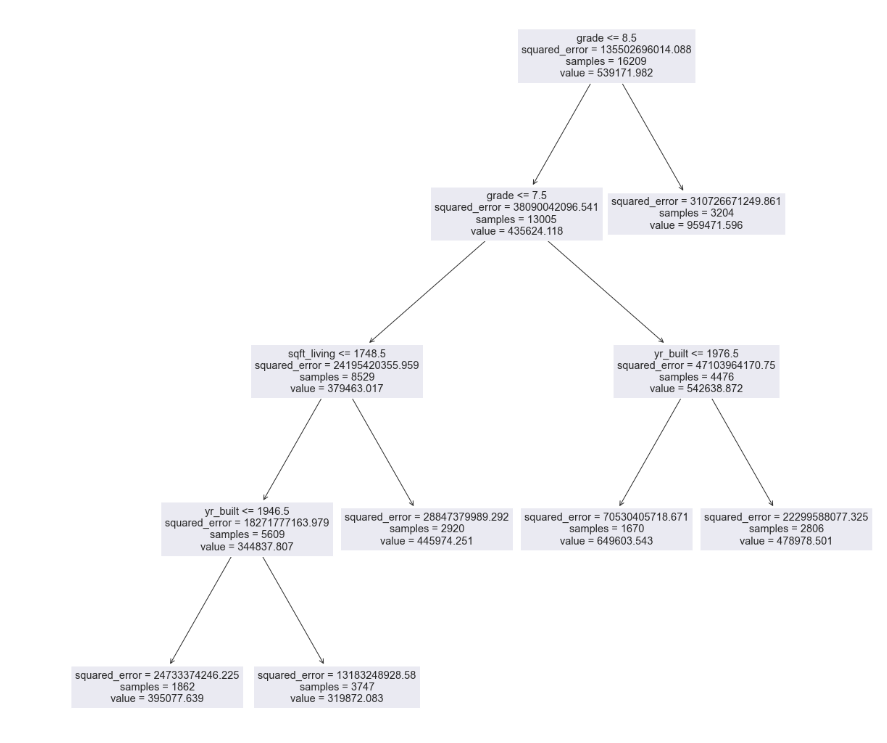 grade <= 8.5
squared_error = 135502696014.088
samples = 16209
value = 539171.982
grade <= 7.5
squared_error = 38090042096.541
samples = 13005
value = 435624.118
squared_error = 310726671249.861
samples = 3204
value = 959471.596
sqft_living <= 1748.5
squared_error = 24195420355.959
samples = 8529
value = 379463.017
yr_built <= 1976.5
squared_error = 47103964170.75
samples = 4476
value = 542638.872
yr_built <= 1946.5
squared_error = 18271777163.979
samples = 5609
value = 344837.807
squared_error = 28847379989.292
samples = 2920
value = 445974.251
squared_error = 70530405718.671
samples = 1670
value = 649603.543
squared_error = 22299588077.325
samples = 2806
value = 478978.501
squared_error = 24733374246.225
samples = 1862
value = 395077.639
squared_error = 13183248928.58
samples = 3747
value = 319872.083